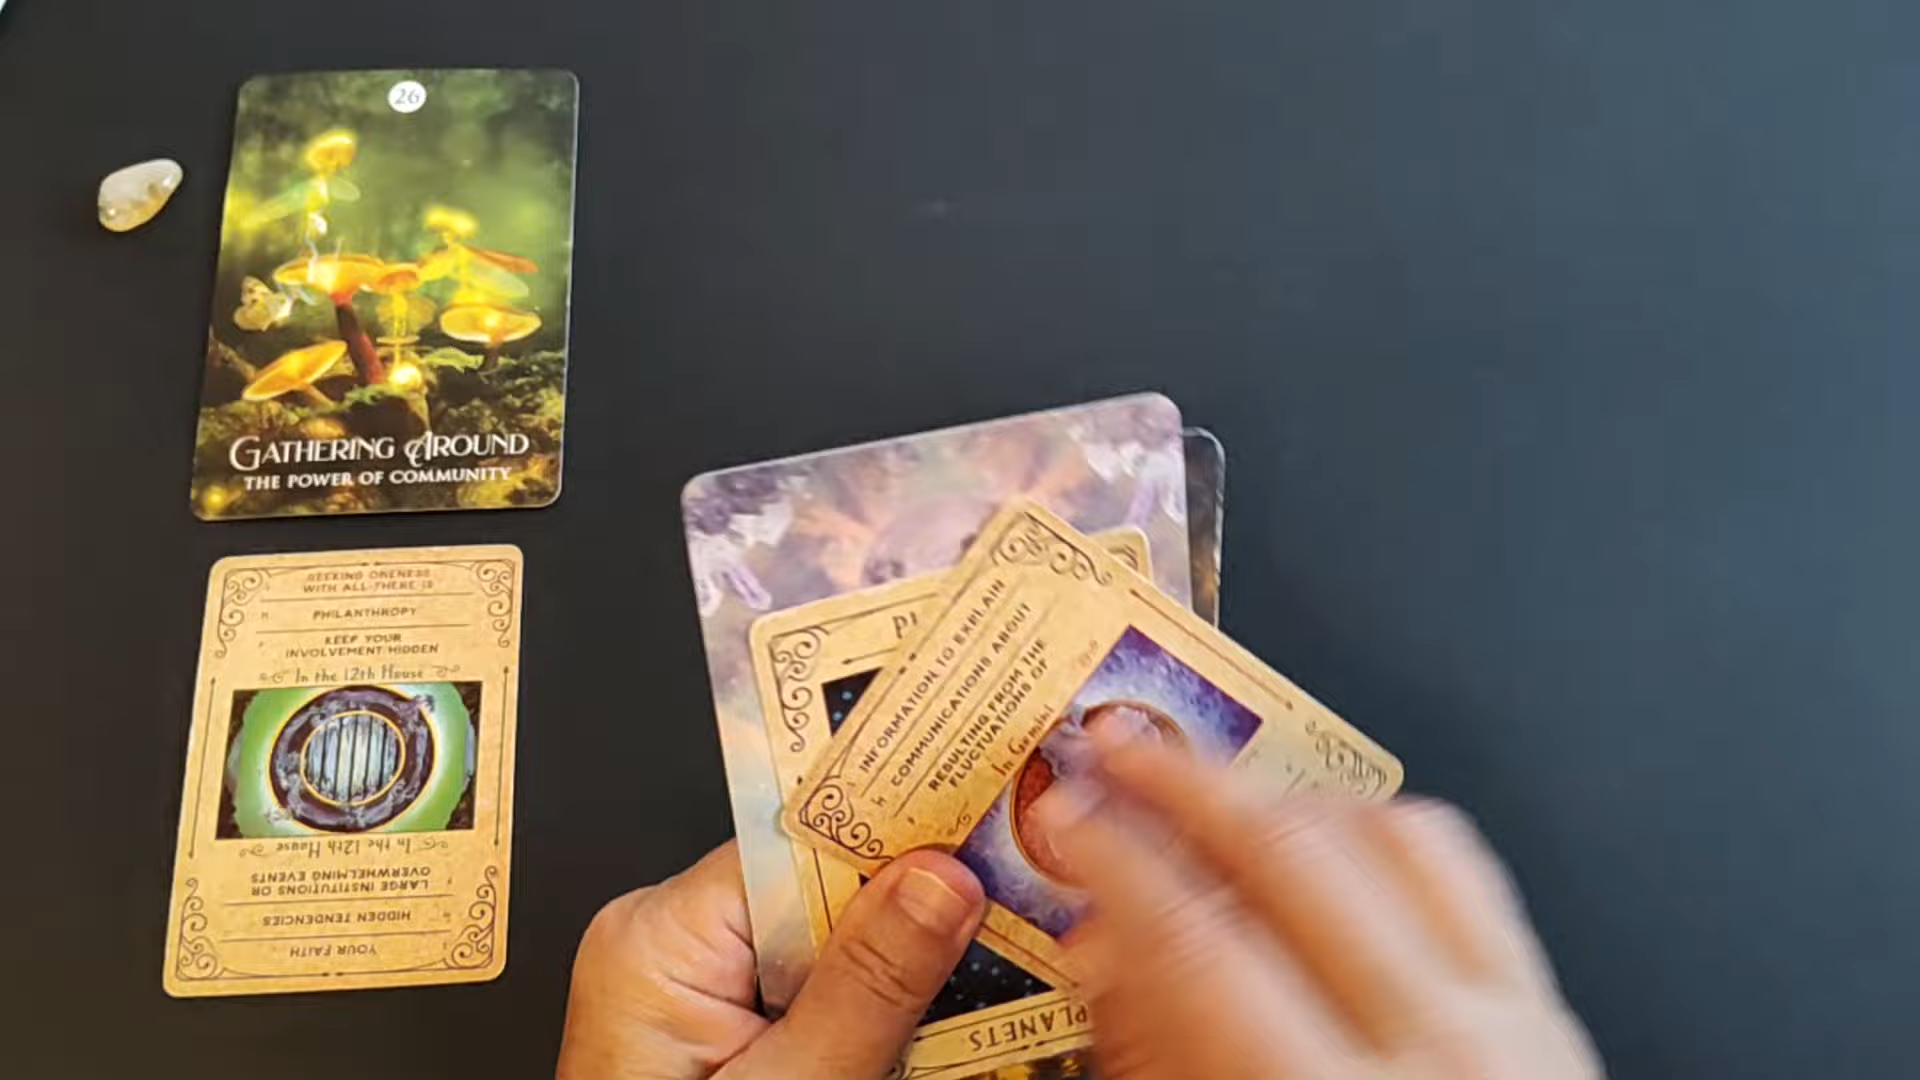 26
GATHERING AROUND
THE POWER OF COMMUNITY
SEEKING ONENESS
WITH ALL-THERE-IS
PHILANTHROPY
KEEP YOUR
INVOLVEMENT HIDDEN
In the 12th House
In the 12th House
LARGE INSTITUTIONS OR
OVERWHELMING EVENTS
HIDDEN TENDENCIES
YOUR FAITH
INFORMATION TO EXPLAIN
COMMUNICATIONS ABOUT
RESULTING FROM THE
FLUCTUATIONS OF
In Gemini
PLANETS